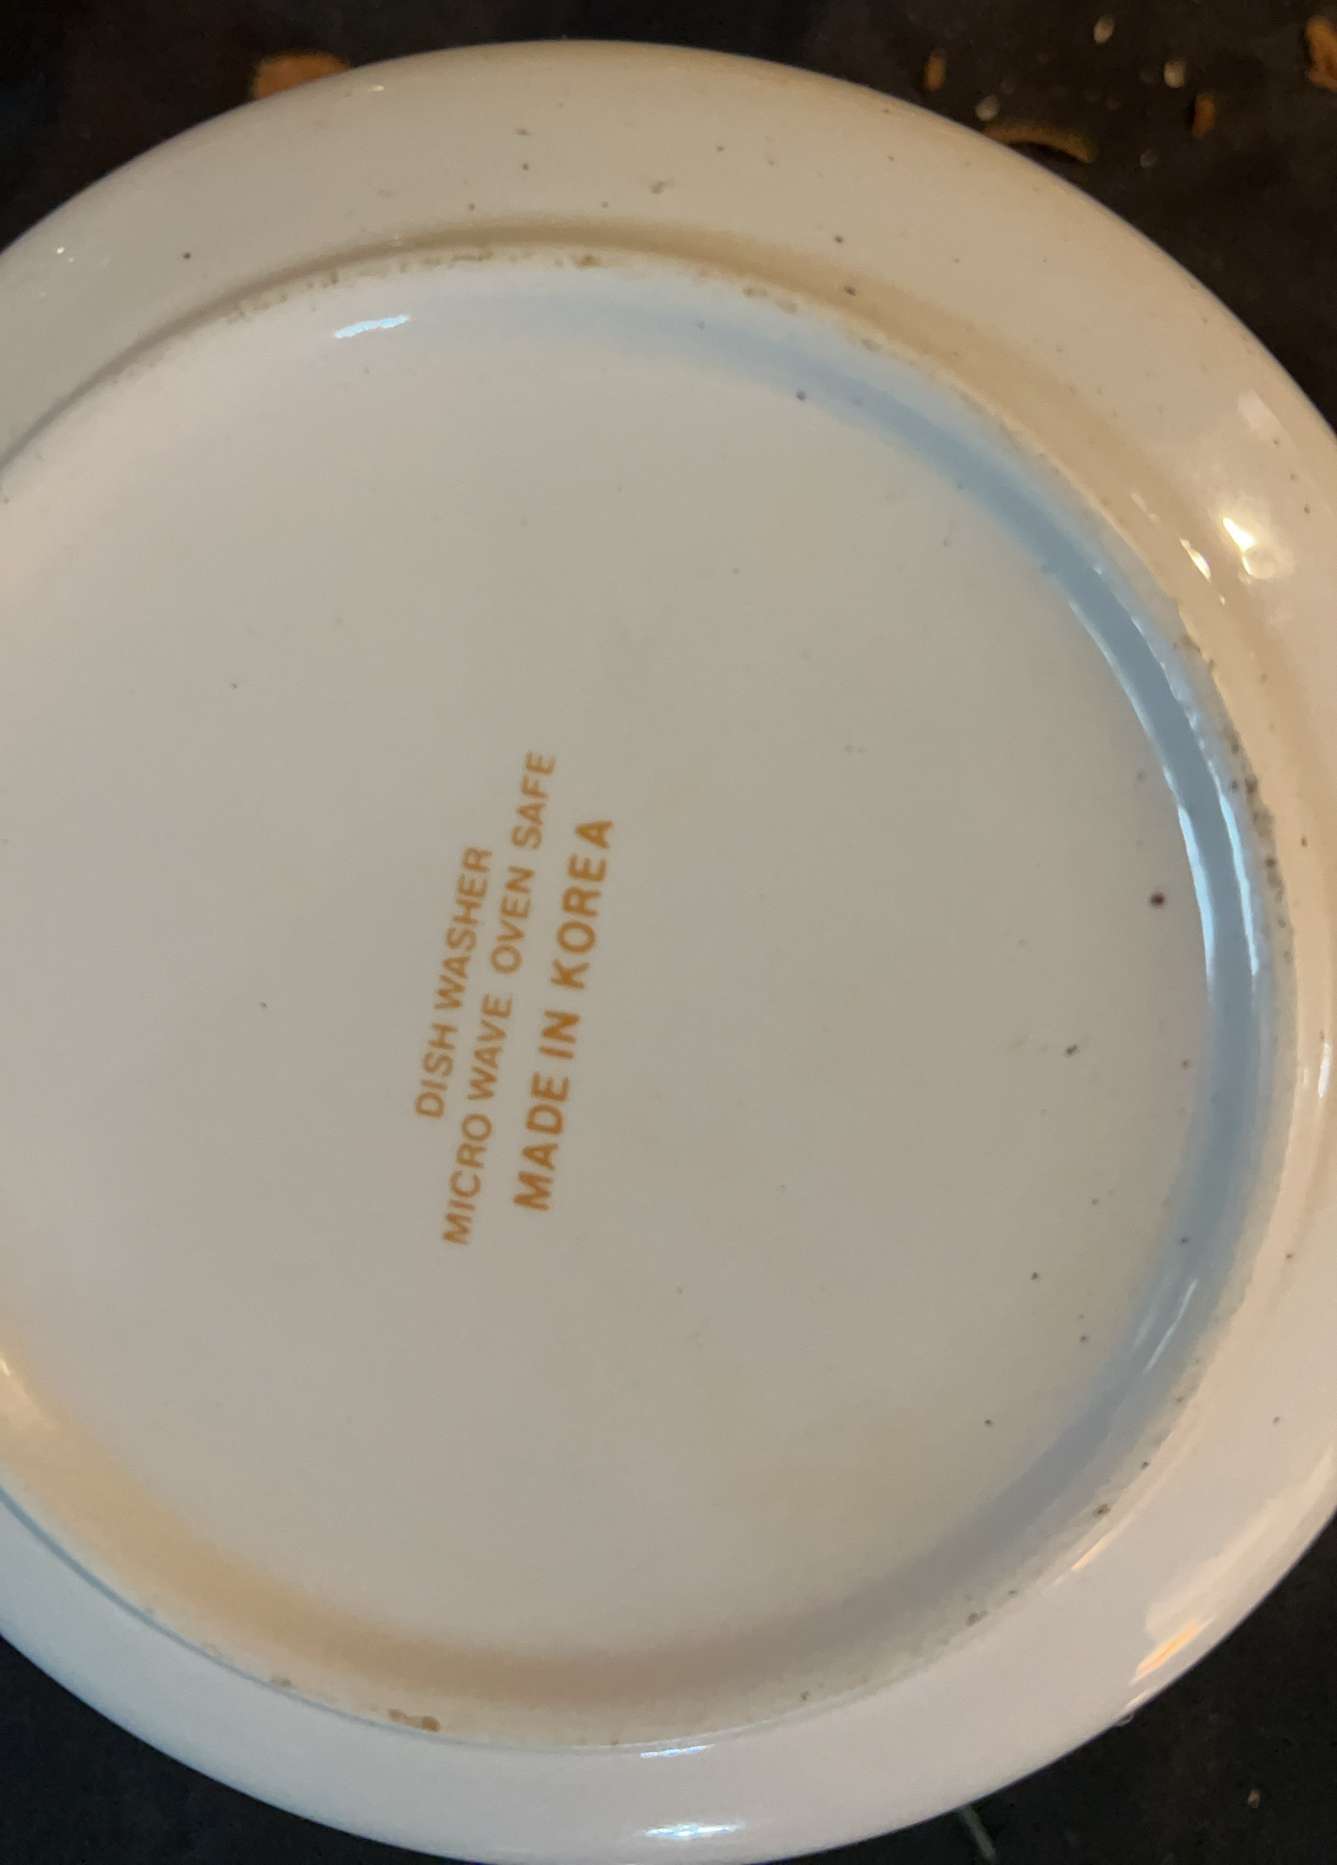 DISH WASHER
MICRO WAVE OVEN SAFE
MADE IN KOREA